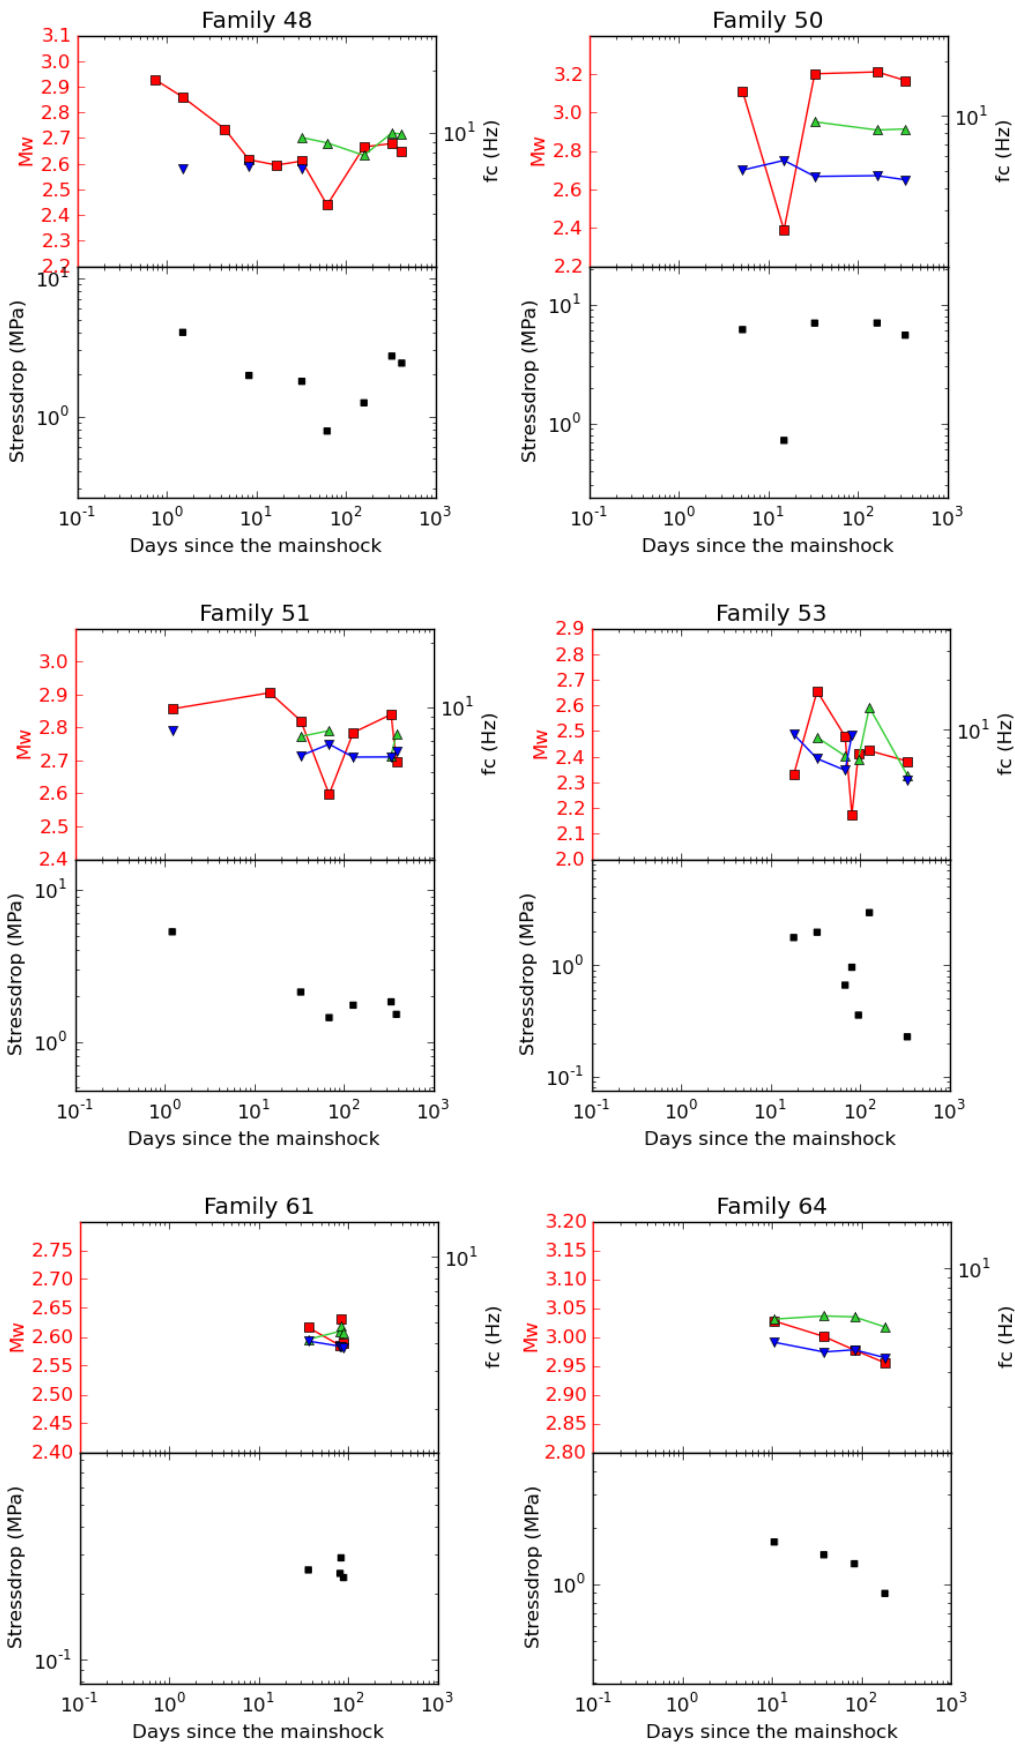 Family 48
3.1
3.0
2.9
2.8
2.7
2.6
2.5
2.4
2.3
2.2
2.2
Mw
10^1
fc (Hz)
10^1
10^0
Stressdrop (MPa)
10^-1 10^0 10^1 10^2 10^3
Days since the mainshock
Family 50
3.2
3.0
2.8
2.6
2.4
2.2
Mw
10^1
fc (Hz)
10^1
10^0
Stressdrop (MPa)
10^-1 10^0 10^1 10^2 10^3
Days since the mainshock
Family 51
3.0
2.9
2.8
2.7
2.6
2.5
2.4
Mw
10^1
fc (Hz)
10^1
10^0
Stressdrop (MPa)
10^-1 10^0 10^1 10^2 10^3
Days since the mainshock
Family 53
2.9
2.8
2.7
2.6
2.5
2.4
2.3
2.2
2.1
2.0
Mw
10^1
fc (Hz)
10^0
10^-1
Stressdrop (MPa)
10^-1 10^0 10^1 10^2 10^3
Days since the mainshock
Family 61
2.75
2.70
2.65
2.60
2.55
2.50
2.45
2.40
Mw
10^1
fc (Hz)
10^-1
Stressdrop (MPa)
10^-1 10^0 10^1 10^2 10^3
Days since the mainshock
Family 64
3.20
3.15
3.10
3.05
3.00
2.95
2.90
2.85
2.80
Mw
10^1
fc (Hz)
10^0
Stressdrop (MPa)
10^-1 10^0 10^1 10^2 10^3
Days since the mainshock